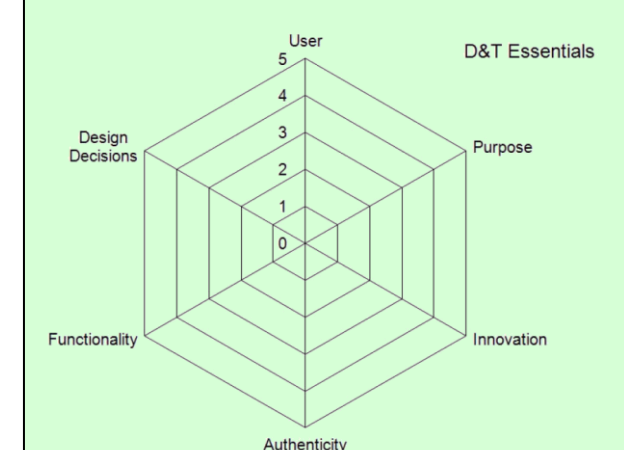 User
D&T Essentials
5
4
3
2
1
0
Design
Decisions
Purpose
Functionality
Innovation
Authenticity